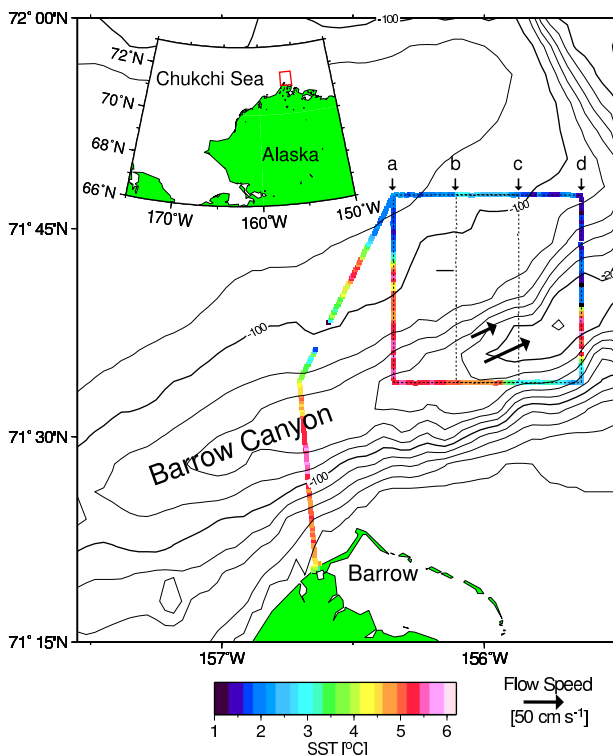 72° 00'N
-100
72°N
Chukchi Sea
70°N
68°N
Alaska
66°N
170°W
160°W
150°W
a b c d
71°45'N
-100
-100
71°30'N
Barrow Canyon
-100
Barrow
71° 15'N
157°W
156°W
1 2 3 4 5 6
SST [°C]
Flow Speed
[50 cm s-1]